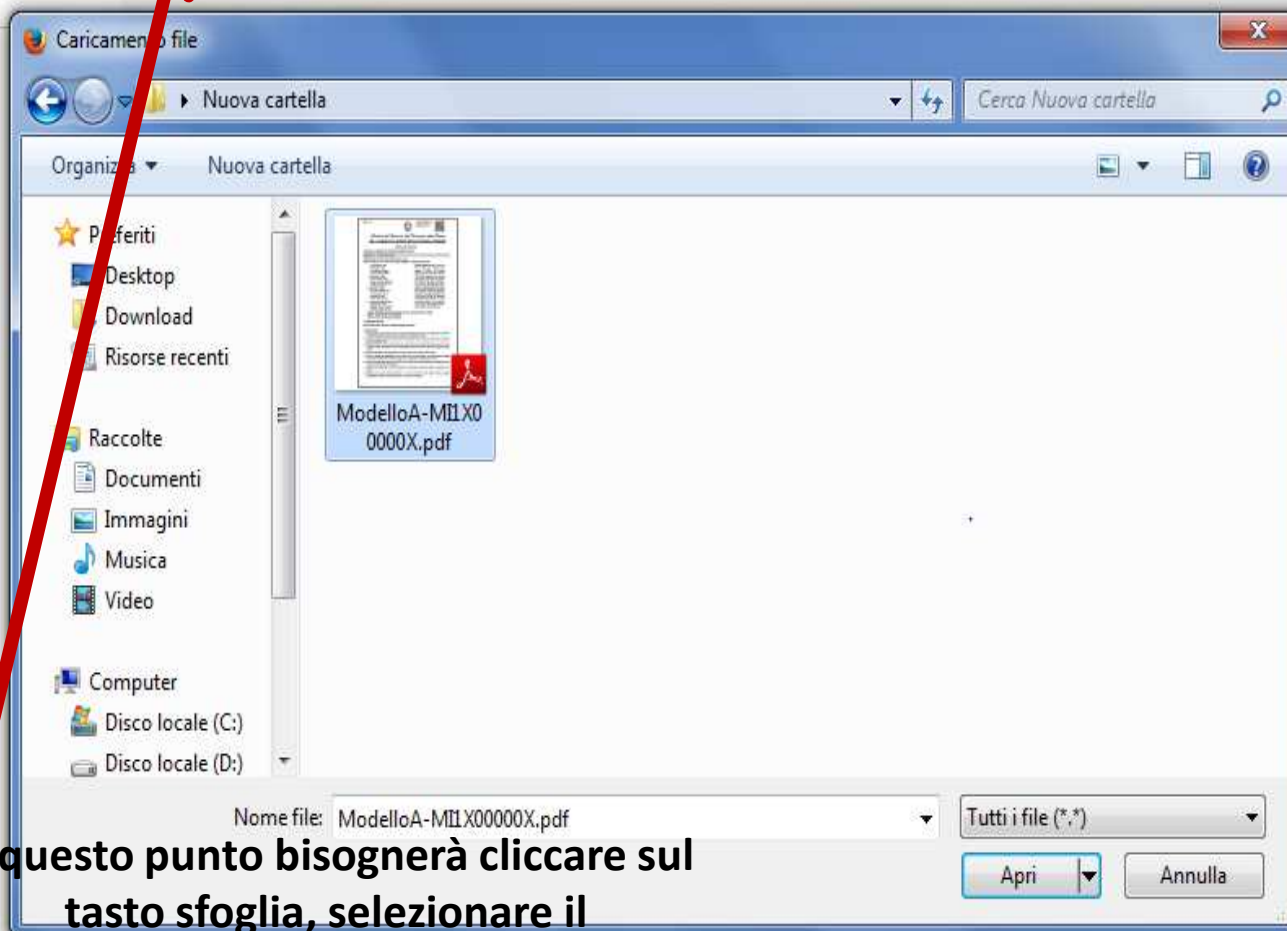 Caricamento file
Nuova cartella
Cerca Nuova cartella
Organizza
Nuova cartella
Preferiti
Desktop
Download
Risorse recenti
Raccolte
Documenti
Immagini
Musica
Video
Computer
Disco locale (C:)
Disco locale (D:)
ModelloA-MI1X0
0000X.pdf
Nome file: ModelloA-MI1X00000X.pdf
Tutti i file (*.*)
Apri
Annulla
questo punto bisognerà cliccare sul
tasto sfoglia, selezionare il